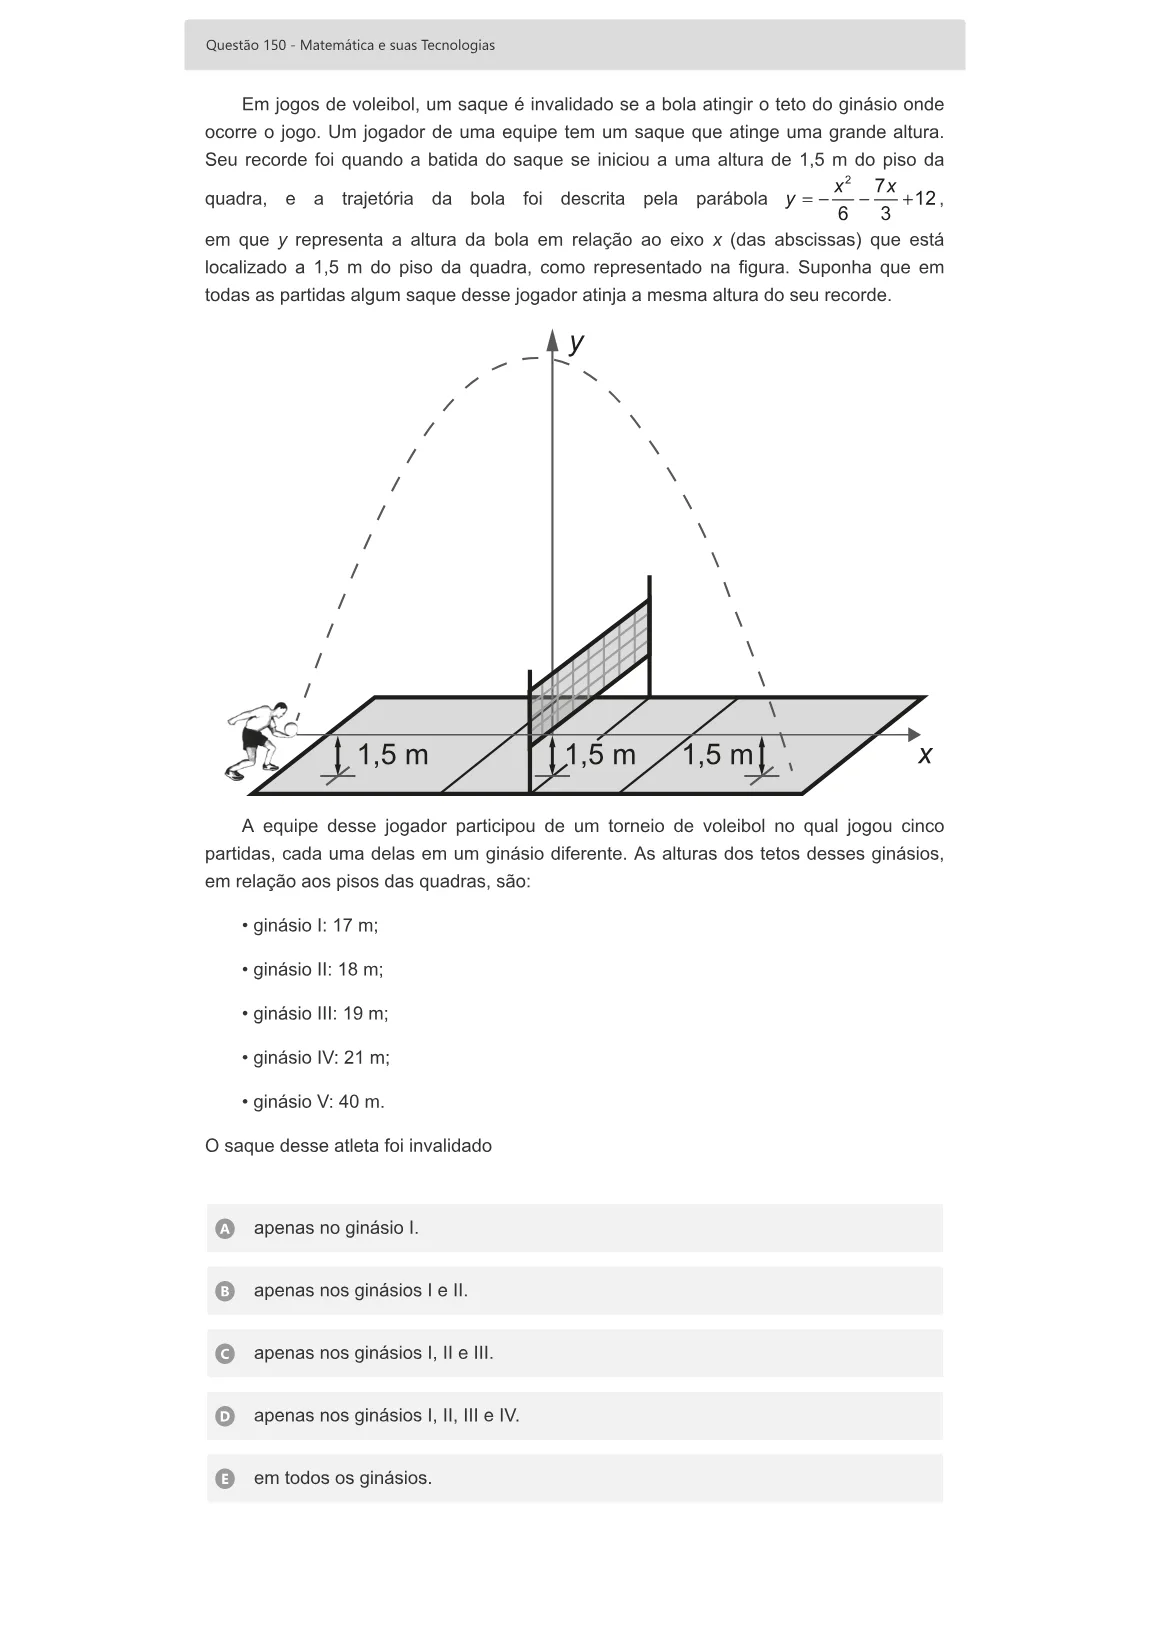 Questão 150 - Matemática e suas Tecnologias
Em jogos de voleibol, um saque é invalidado se a bola atingir o teto do ginásio onde
ocorre o jogo. Um jogador de uma equipe tem um saque que atinge uma grande altura.
Seu recorde foi quando a batida do saque se iniciou a uma altura de 1,5 m do piso da
quadra, e a trajetória da bola foi descrita pela parábola y = −x²/6 − 7x/3 +12,
em que y representa a altura da bola em relação ao eixo x (das abscissas) que está
localizado a 1,5 m do piso da quadra, como representado na figura. Suponha que em
todas as partidas algum saque desse jogador atinja a mesma altura do seu recorde.
y
1,5 m 1,5 m 1,5 m x
A equipe desse jogador participou de um torneio de voleibol no qual jogou cinco
partidas, cada uma delas em um ginásio diferente. As alturas dos tetos desses ginásios,
em relação aos pisos das quadras, são:
• ginásio I: 17 m;
• ginásio II: 18 m;
• ginásio III: 19 m;
• ginásio IV: 21 m;
• ginásio V: 40 m.
O saque desse atleta foi invalidado
A apenas no ginásio I.
B apenas nos ginásios I e II.
C apenas nos ginásios I, II e III.
D apenas nos ginásios I, II, III e IV.
E em todos os ginásios.